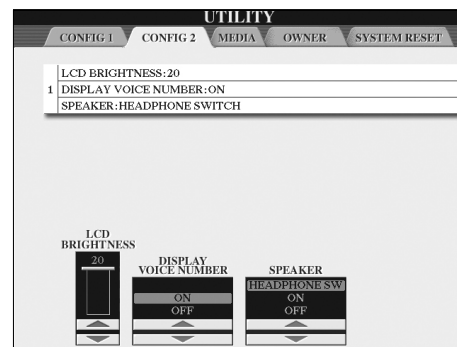 UTILITY
CONFIG 1 CONFIG 2 MEDIA OWNER SYSTEM RESET
LCD BRIGHTNESS:20
1 DISPLAY VOICE NUMBER:ON
SPEAKER:HEADPHONE SWITCH
LCD
BRIGHTNESS
20
DISPLAY
VOICE NUMBER
ON
OFF
SPEAKER
HEADPHONE SW
ON
OFF